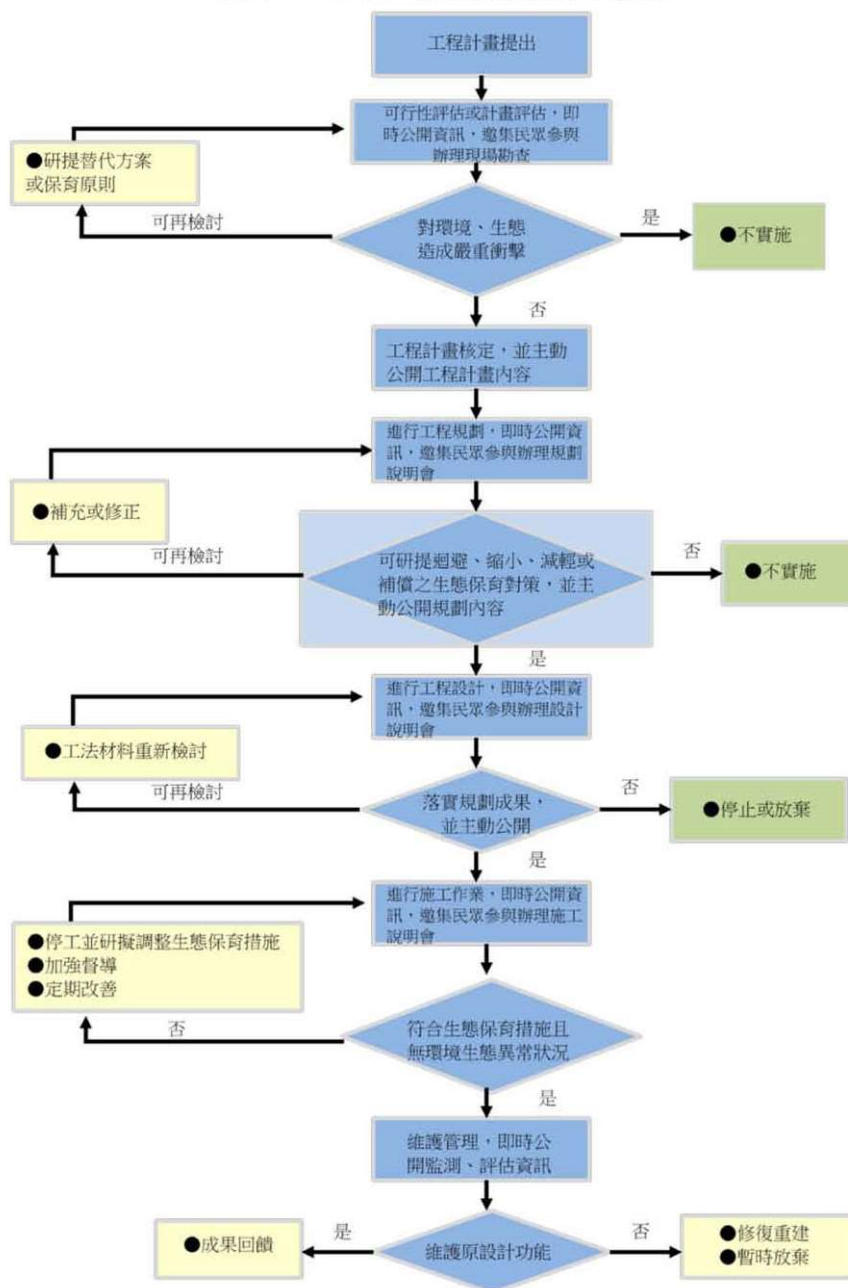 工程計畫提出
可行性評估或計畫評估，即
時公開資訊，邀集民眾參與
辦理現場勘查
●研提替代方案
或保育原則
可再檢討
對環境、生態
造成嚴重衝擊
是
●不實施
否
工程計畫核定，並主動
公開工程計畫內容
進行工程規劃，即時公開資
訊，邀集民眾參與辦理規劃
說明會
●補充或修正
可再檢討
可研提迴避、縮小、減輕或
補償之生態保育對策，並主
動公開規劃內容
否
●不實施
是
進行工程設計，即時公開資
訊，邀集民眾參與辦理設計
說明會
●工法材料重新檢討
可再檢討
落實規劃成果，
並主動公開
否
●停止或放棄
是
進行施工作業，即時公開資
訊，邀集民眾參與辦理施工
說明會
●停工並研擬調整生態保育措施
●加強督導
●定期改善
否
符合生態保育措施且
無環境生態異常狀況
是
維護管理，即時公
開監測、評估資訊
●成果回饋
是
維護原設計功能
否
●修復重建
●暫時放棄